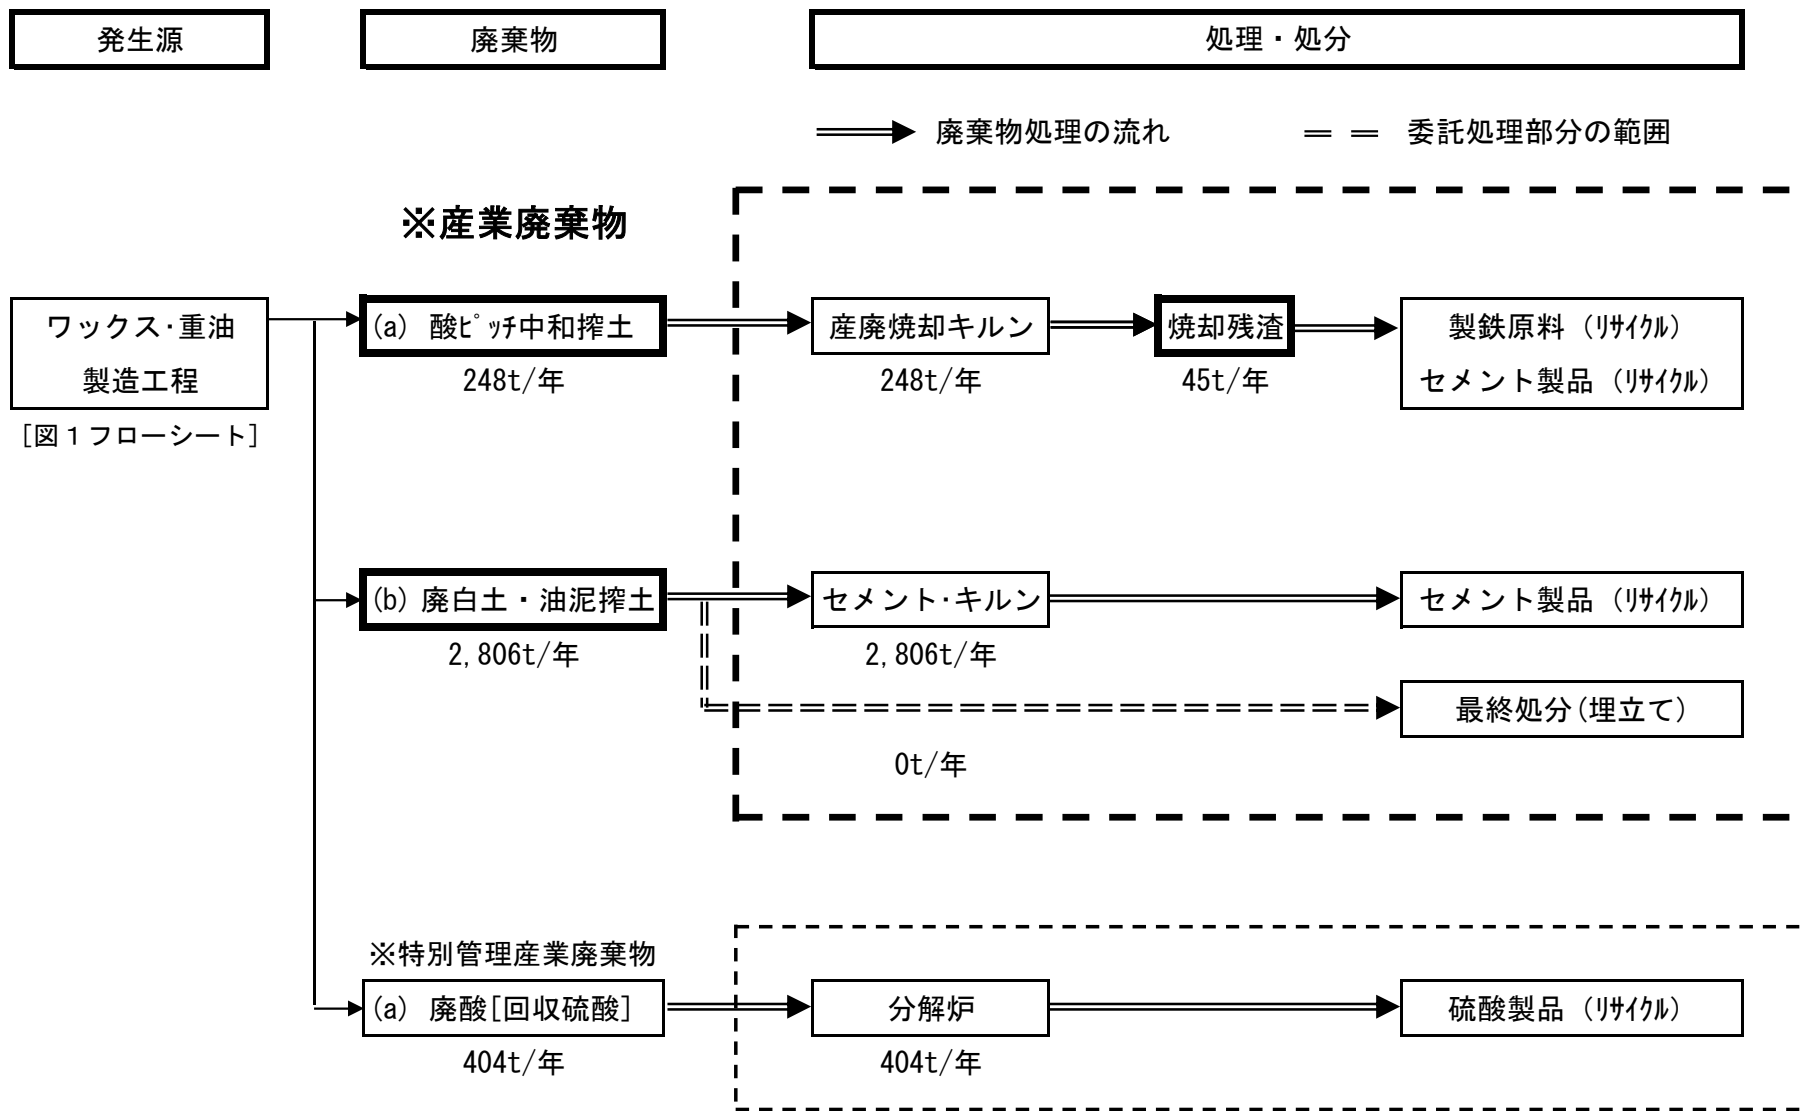 発生源
廃棄物
処理・処分
廃棄物処理の流れ
委託処理部分の範囲
※産業廃棄物
ワックス・重油
製造工程
[図１フローシート]
(a) 酸ﾋﾟｯﾁ中和搾土
248t/年
産廃焼却キルン
248t/年
焼却残渣
45t/年
製鉄原料（ﾘｻｲｸﾙ）
セメント製品（ﾘｻｲｸﾙ）
(b) 廃白土・油泥搾土
2,806t/年
セメント・キルン
2,806t/年
セメント製品（ﾘｻｲｸﾙ）
最終処分(埋立て)
0t/年
※特別管理産業廃棄物
(a) 廃酸[回収硫酸]
404t/年
分解炉
404t/年
硫酸製品（ﾘｻｲｸﾙ）